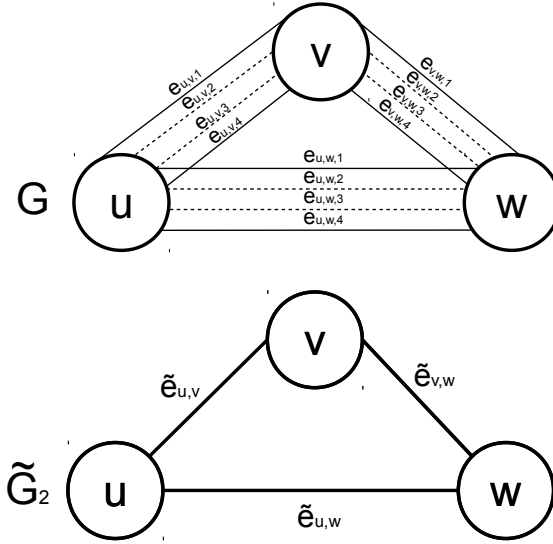 v
e_{u,v,1}
e_{u,v,2}
e_{u,v,3}
e_{u,v,4}
e_{v,w,1}
e_{v,w,2}
e_{v,w,3}
e_{v,w,4}
G
u
e_{u,w,1}
e_{u,w,2}
e_{u,w,3}
e_{u,w,4}
w
v
ẽ_{u,v}
ẽ_{v,w}
G̃₂
u
w
ẽ_{u,w}